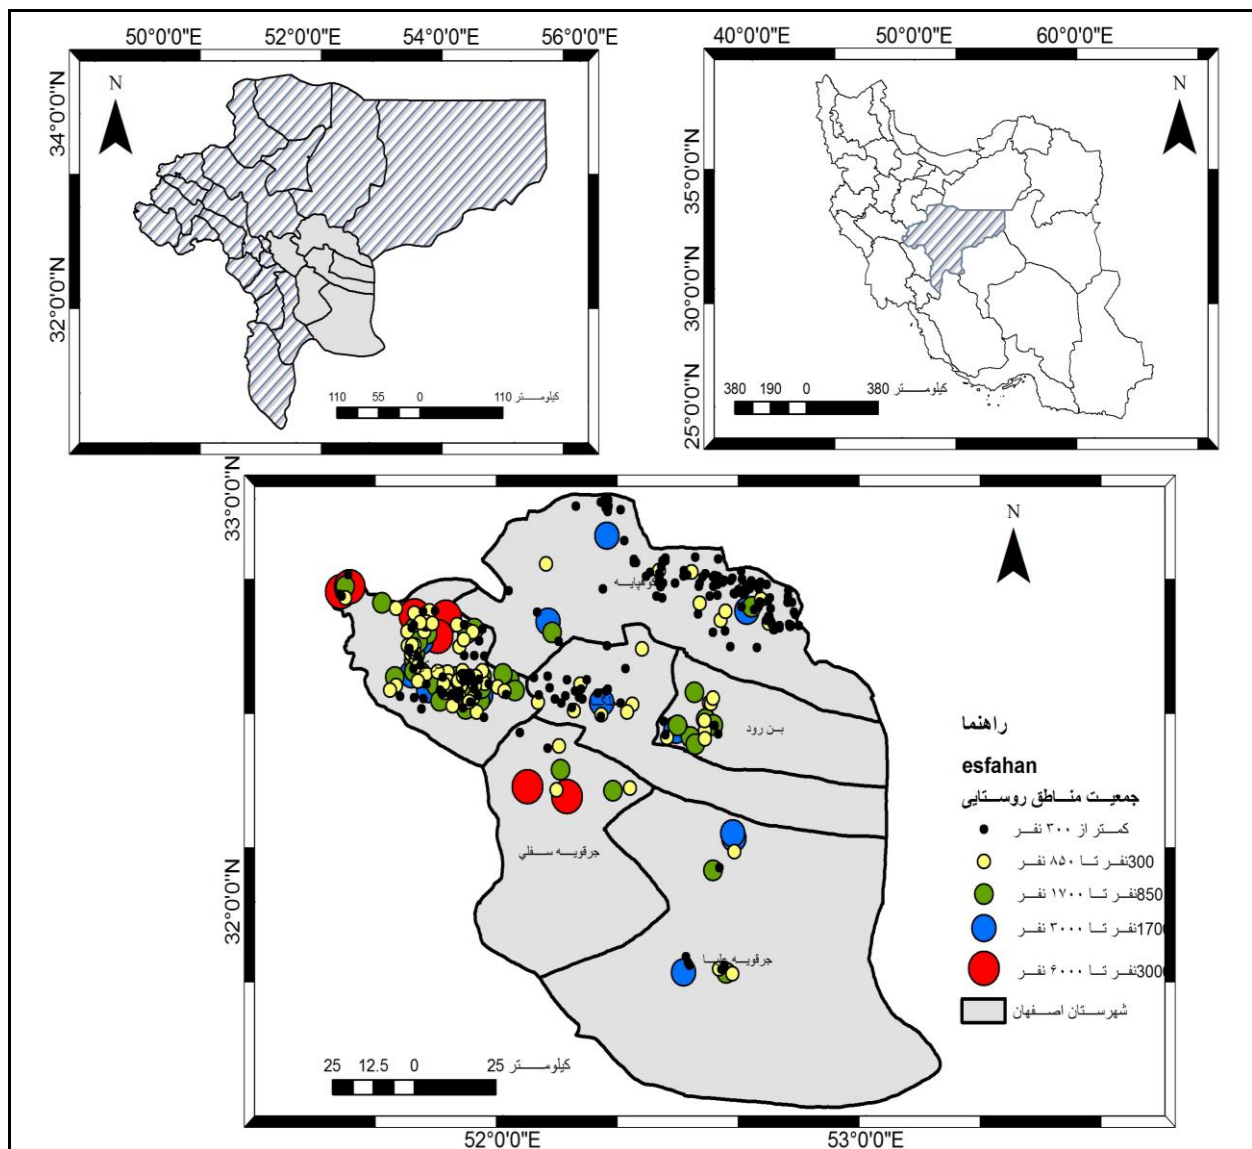 50°0'0"E 52°0'0"E 54°0'0"E 56°0'0"E
34°0'0"N
32°0'0"N
N
110 55 0 110 کیلومتر
40°0'0"E 50°0'0"E 60°0'0"E
35°0'0"N
30°0'0"N
25°0'0"N
N
380 190 0 380 کیلومتر
33°0'0"N
32°0'0"N
N
کوهپایه
بن رود
جرقویه سفلي
جرقویه علیا
راهنما
esfahan
جمعیت مناطق روستایی
کمتر از ۳۰۰ نفر
300نفر تا ۸۵۰ نفر
850نفر تا ۱۷۰۰ نفر
170نفر تا ۳۰۰۰ نفر
300نفر تا ۶۰۰۰ نفر
شهرستان اصفهان
25 12.5 0 25 کیلومتر
52°0'0"E 53°0'0"E